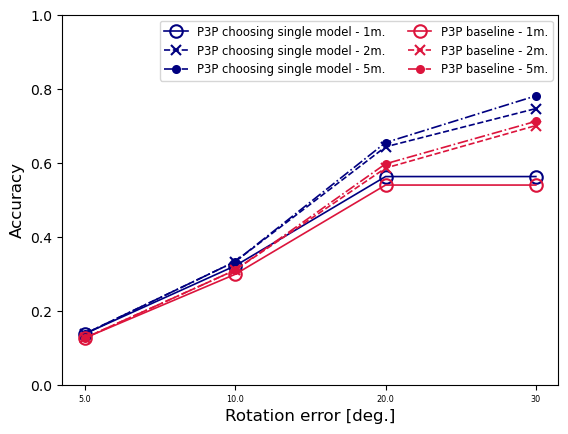 P3P choosing single model - 1m.
P3P choosing single model - 2m.
P3P choosing single model - 5m.
P3P baseline - 1m.
P3P baseline - 2m.
P3P baseline - 5m.
Accuracy
1.0
0.8
0.6
0.4
0.2
0.0
5.0 10.0 20.0 30
Rotation error [deg.]